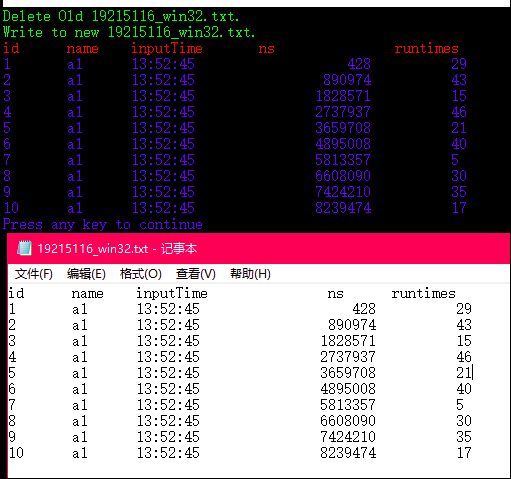 Delete Old 19215116_win32.txt.
Write to new 19215116_win32.txt.
id name inputTime ns runtimes
1 a1 13:52:45 428 29
2 a1 13:52:45 890974 43
3 a1 13:52:45 1828571 15
4 a1 13:52:45 2737937 46
5 a1 13:52:45 3659708 21
6 a1 13:52:45 4895008 40
7 a1 13:52:45 5813357 5
8 a1 13:52:45 6608090 30
9 a1 13:52:45 7424210 35
10 a1 13:52:45 3239474 17
Press any key to continue
19215116_win32.txt - 记事本
文件(F) 编辑(E) 格式(O) 查看(V) 帮助(H)
id name inputTime ns runtimes
1 a1 13:52:45 428 29
2 a1 13:52:45 890974 43
3 a1 13:52:45 1828571 15
4 a1 13:52:45 2737937 46
5 a1 13:52:45 3659708 21
6 a1 13:52:45 4895008 40
7 a1 13:52:45 5813357 5
8 a1 13:52:45 6608090 30
9 a1 13:52:45 7424210 35
10 a1 13:52:45 8239474 17